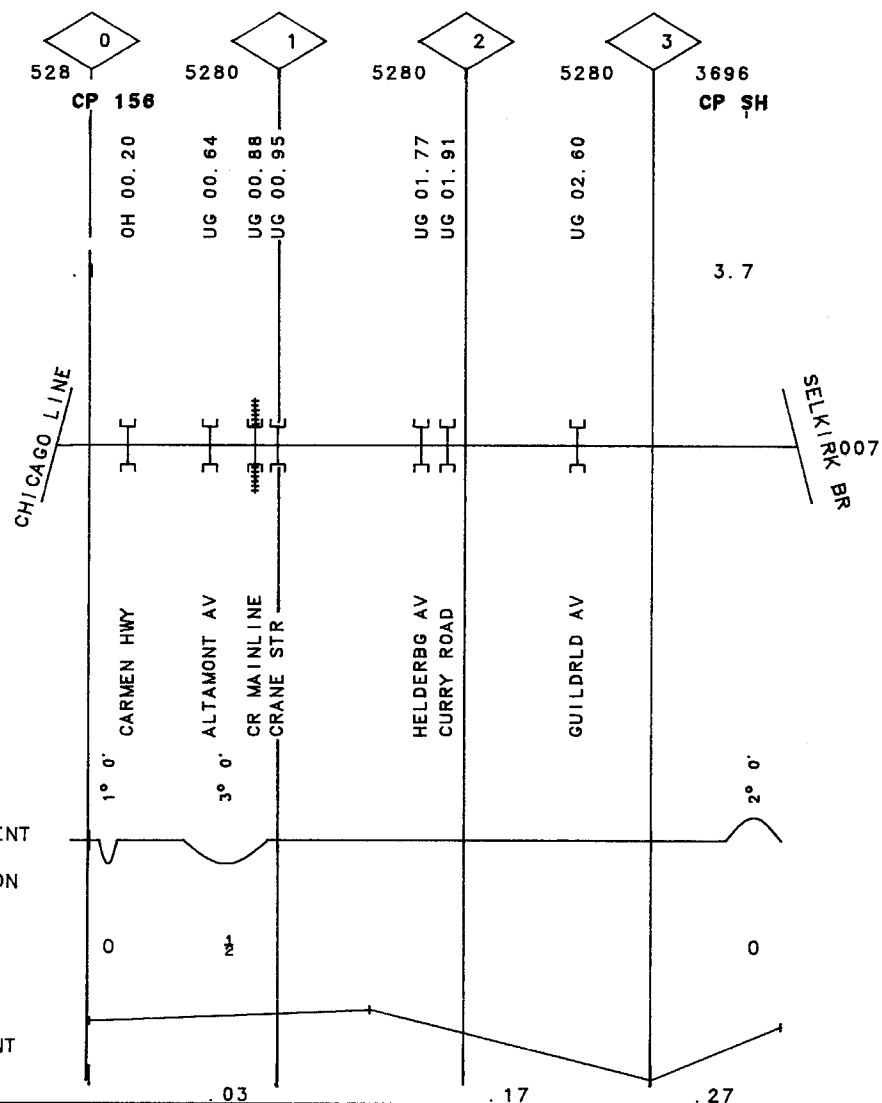 0 1 2 3
528 5280 5280 5280 3696
CP 156 CP SH
OH 00.20
UG 00.64
UG 00.88
UG 00.95
UG 01.77
UG 01.91
UG 02.60
3.7
CHICAGO LINE
SELKIRK BR
007
CARMEN HWY
ALTAMONT AV
CR MAINLINE
CRANE STR
HELDERBG AV
CURRY ROAD
GUILDRLD AV
1° 0'
3° 0'
2° 0'
ENT
ON
0 ½ 0
NT
.03 .17 .27